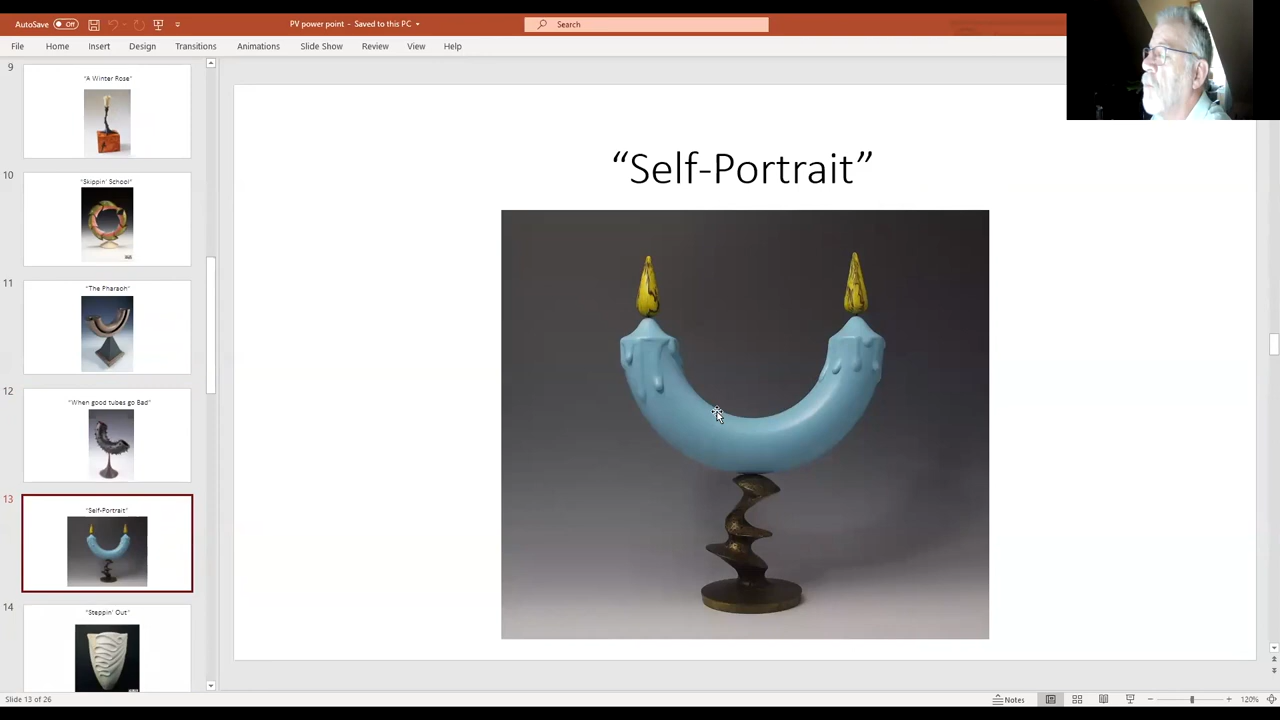 AutoSave Off
PV power point - Saved to this PC
Search
File Home Insert Design Transitions Animations Slide Show Review View Help
9
"A Winter Rose"
10
"Skippin' School"
11
"The Pharaoh"
12
"When good tubes go Bad"
13
"Self-Portrait"
14
"Steppin' Out"
“Self-Portrait”
Slide 13 of 26
Notes
120%